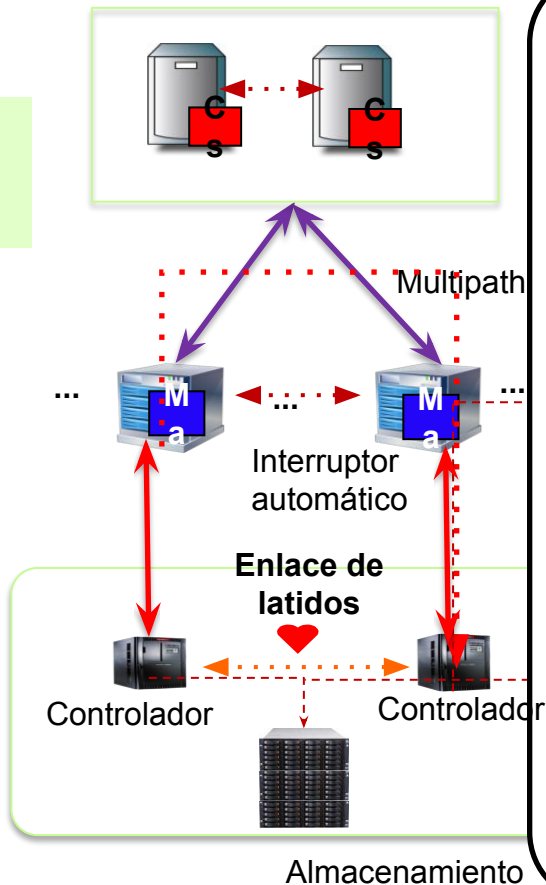 C
s
C
s
Multipath
...
M
a
...
M
a
...
Interruptor
automático
Enlace de
latidos
Controlador
Controlador
Almacenamiento